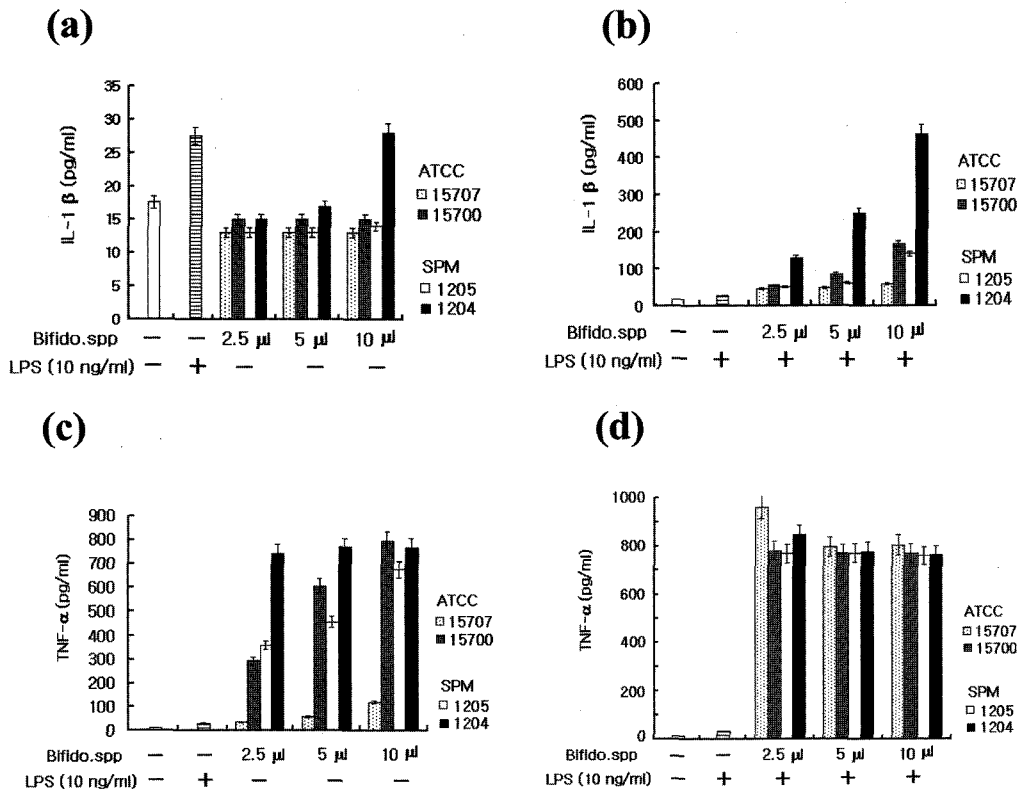 (a)
35
30
25
20
15
10
5
0
IL-1 β (pg/ml)
ATCC
15707
15700
SPM
1205
1204
Bifido.spp — — 2.5 μl 5 μl 10 μl
LPS (10 ng/ml) — + — — —
(b)
600
500
400
300
200
100
0
IL-1 β (pg/ml)
ATCC
15707
15700
SPM
1205
1204
Bifido.spp — — 2.5 μl 5 μl 10 μl
LPS (10 ng/ml) — + + + +
(c)
900
800
700
600
500
400
300
200
100
0
TNF-α (pg/ml)
ATCC
15707
15700
SPM
1205
1204
Bifido.spp — — 2.5 μl 5 μl 10 μl
LPS (10 ng/ml) — + — — —
(d)
1000
800
600
400
200
0
TNF-α (pg/ml)
ATCC
15707
15700
SPM
1205
1204
Bifido.spp — — 2.5 μl 5 μl 10 μl
LPS (10 ng/ml) — + + + +